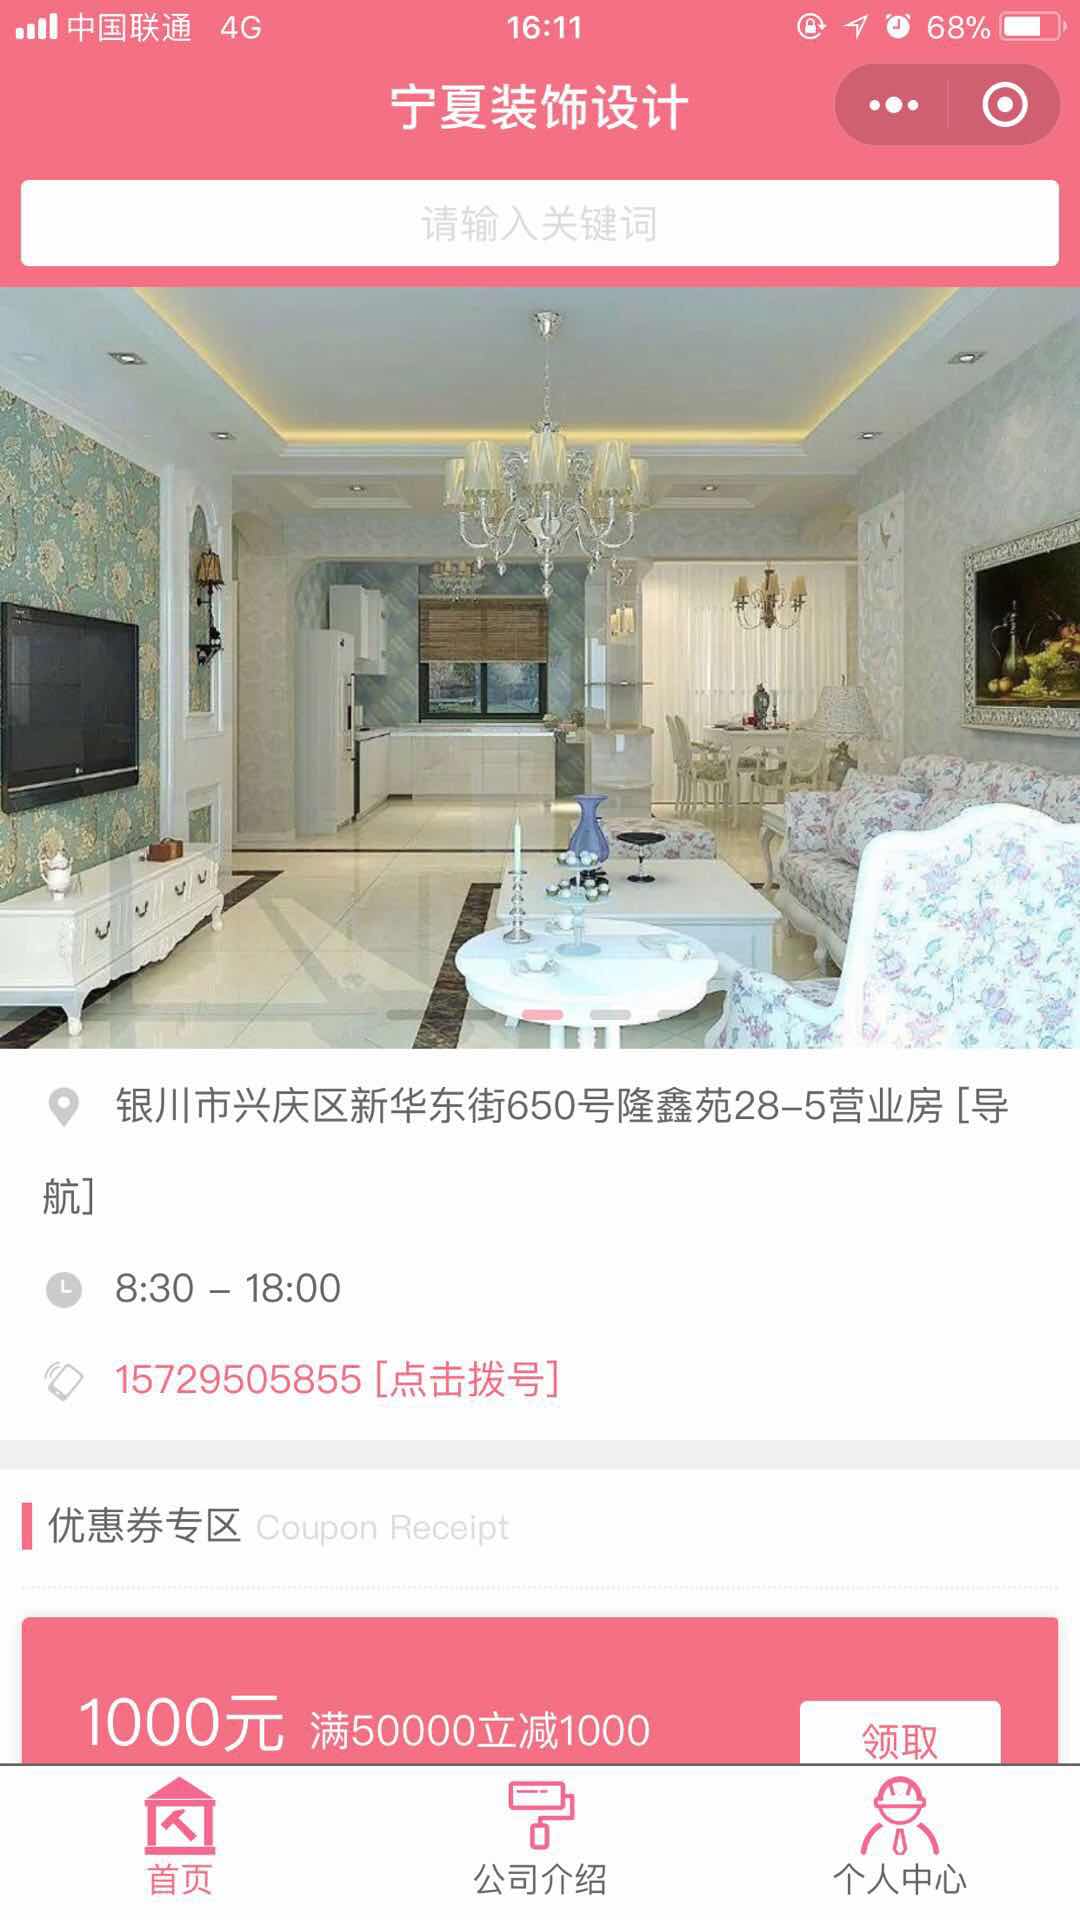 中国联通 4G 16:11 68%
宁夏装饰设计
请输入关键词
银川市兴庆区新华东街650号隆鑫苑28-5营业房 [导
航]
8:30 - 18:00
15729505855 [点击拨号]
优惠券专区 Coupon Receipt
1000元 满50000立减1000 领取
首页 公司介绍 个人中心